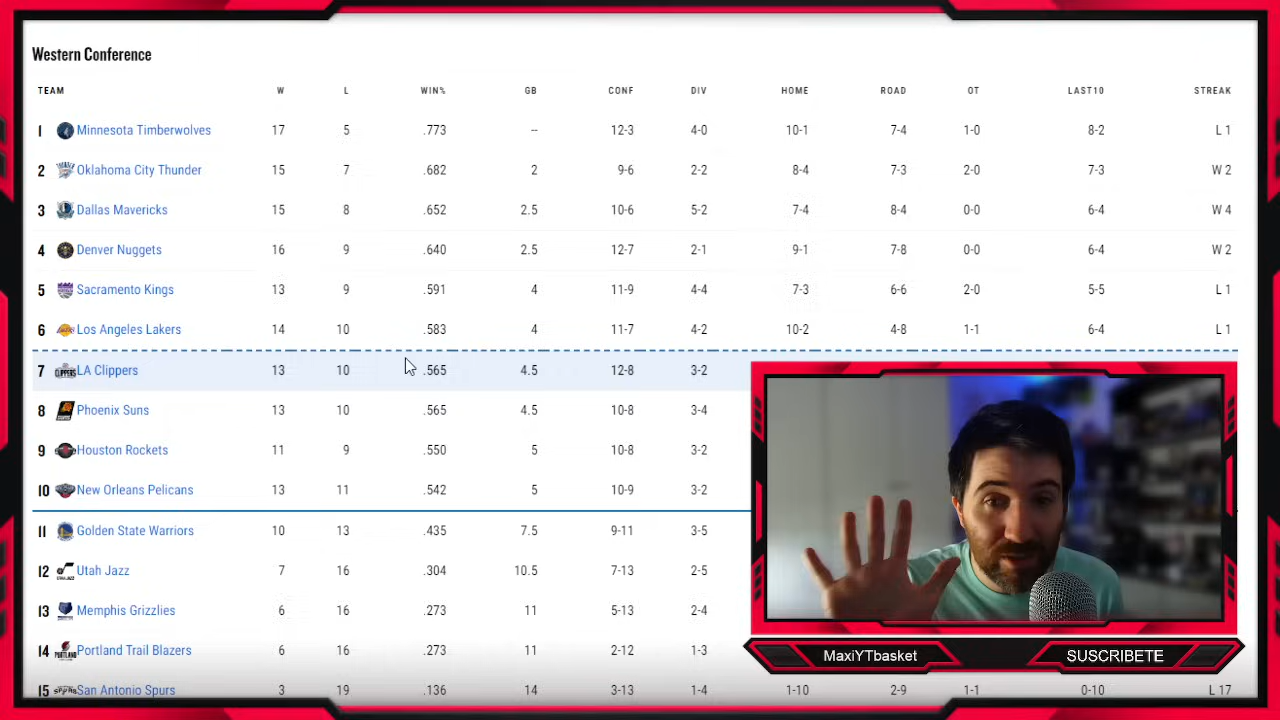 Western Conference
TEAM W L WIN% GB CONF DIV HOME ROAD OT LAST10 STREAK
1 Minnesota Timberwolves 17 5 .773 -- 12-3 4-0 10-1 7-4 1-0 8-2 L 1
2 Oklahoma City Thunder 15 7 .682 2 9-6 2-2 8-4 7-3 2-0 7-3 W 2
3 Dallas Mavericks 15 8 .652 2.5 10-6 5-2 7-4 8-4 0-0 6-4 W 4
4 Denver Nuggets 16 9 .640 2.5 12-7 2-1 9-1 7-8 0-0 6-4 W 2
5 Sacramento Kings 13 9 .591 4 11-9 4-4 7-3 6-6 2-0 5-5 L 1
6 Los Angeles Lakers 14 10 .583 4 11-7 4-2 10-2 4-8 1-1 6-4 L 1
7 LA Clippers 13 10 .565 4.5 12-8 3-2
8 Phoenix Suns 13 10 .565 4.5 10-8 3-4
9 Houston Rockets 11 9 .550 5 10-8 3-2
10 New Orleans Pelicans 13 11 .542 5 10-9 3-2
11 Golden State Warriors 10 13 .435 7.5 9-11 3-5
12 Utah Jazz 7 16 .304 10.5 7-13 2-5
13 Memphis Grizzlies 6 16 .273 11 5-13 2-4
14 Portland Trail Blazers 6 16 .273 11 2-12 1-3
15 San Antonio Spurs 3 19 .136 14 3-13 1-4 1-10 2-9 1-1 0-10 L 17
MaxiYTbasket
SUSCRIBETE